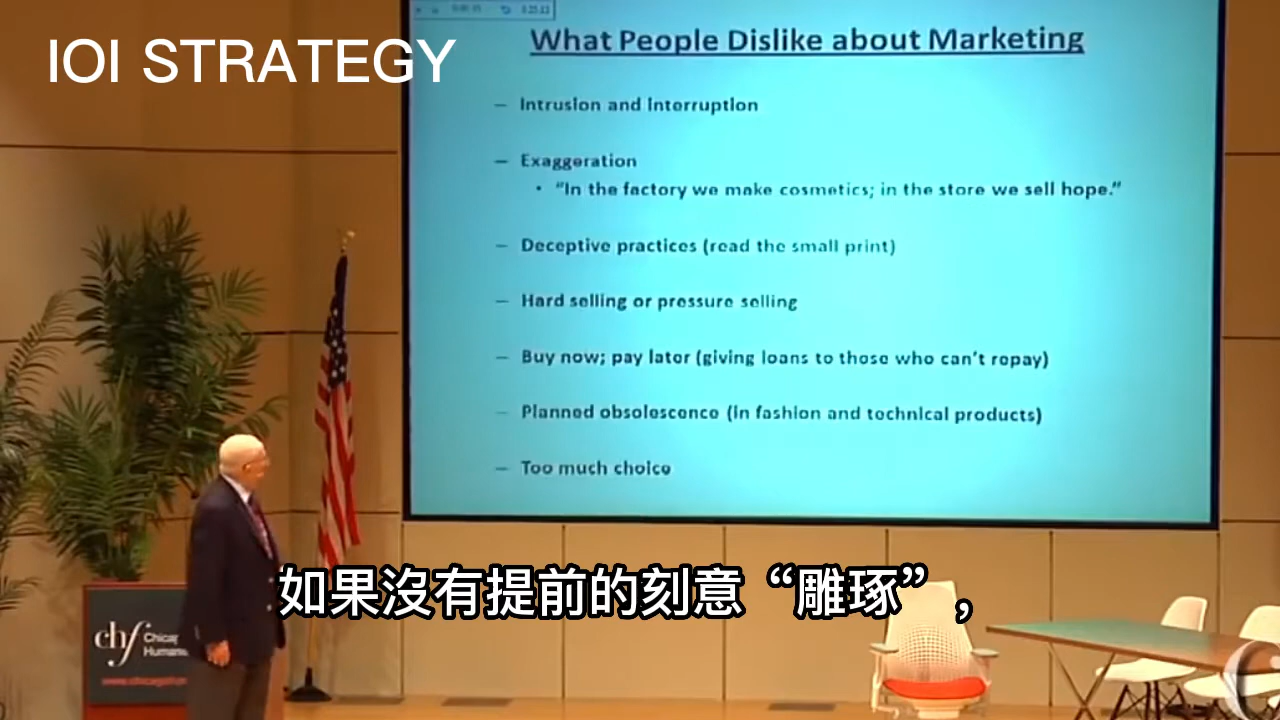 IOI STRATEGY
What People Dislike about Marketing
– Intrusion and interruption
– Exaggeration
• “In the factory we make cosmetics; in the store we sell hope.”
– Deceptive practices (read the small print)
– Hard selling or pressure selling
– Buy now; pay later (giving loans to those who can’t repay)
– Planned obsolescence (in fashion and technical products)
– Too much choice
如果沒有提前的刻意“雕琢”,
chf